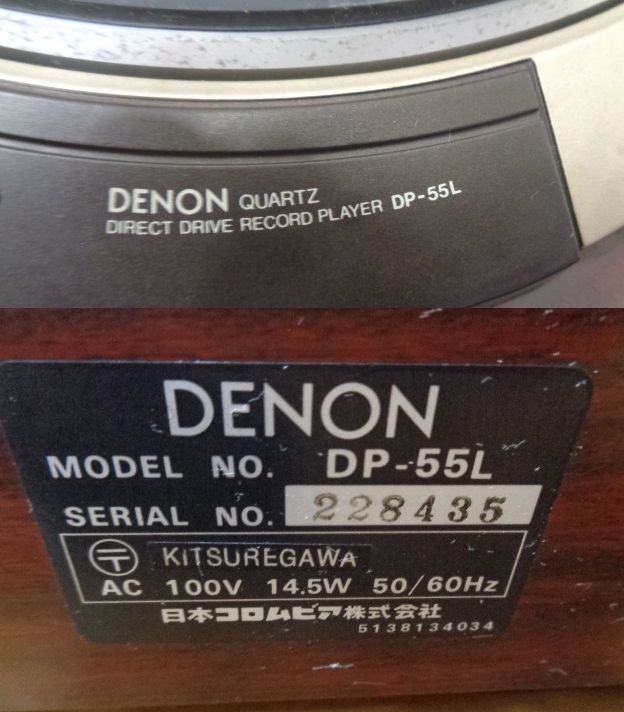 DENON QUARTZ
DIRECT DRIVE RECORD PLAYER DP-55L
DENON
MODEL NO. DP-55L
SERIAL NO. 228435
〒 KITSUREGAWA
AC 100V 14.5W 50/60Hz
日本コロムビア株式会社
5138134034